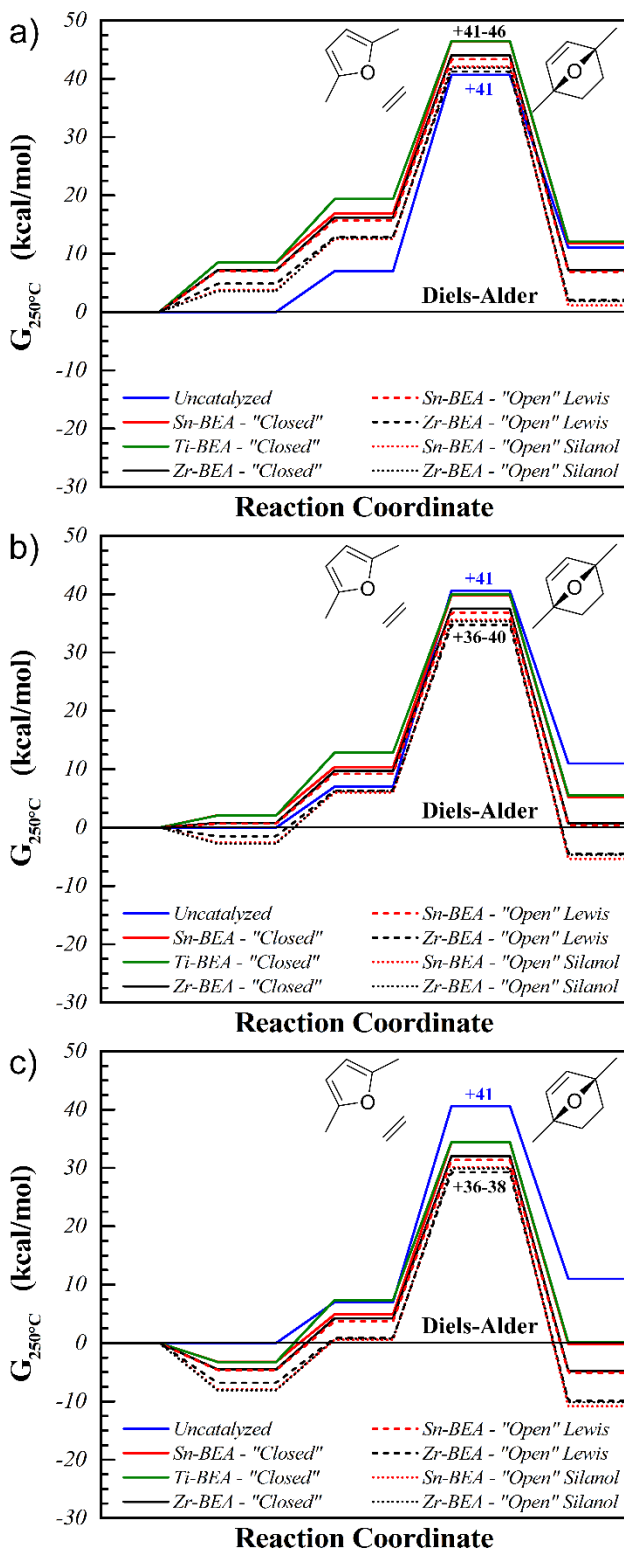 a)
G250°C (kcal/mol)
50
40
30
20
10
0
-10
-20
-30
O
O
+41-46
+41
Diels-Alder
Uncatalyzed
Sn-BEA - "Closed"
Ti-BEA - "Closed"
Zr-BEA - "Closed"
Sn-BEA - "Open" Lewis
Zr-BEA - "Open" Lewis
Sn-BEA - "Open" Silanol
Zr-BEA - "Open" Silanol
Reaction Coordinate
b)
G250°C (kcal/mol)
50
40
30
20
10
0
-10
-20
-30
O
O
+41
+36-40
Diels-Alder
Uncatalyzed
Sn-BEA - "Closed"
Ti-BEA - "Closed"
Zr-BEA - "Closed"
Sn-BEA - "Open" Lewis
Zr-BEA - "Open" Lewis
Sn-BEA - "Open" Silanol
Zr-BEA - "Open" Silanol
Reaction Coordinate
c)
G250°C (kcal/mol)
50
40
30
20
10
0
-10
-20
-30
O
O
+41
+36-38
Diels-Alder
Uncatalyzed
Sn-BEA - "Closed"
Ti-BEA - "Closed"
Zr-BEA - "Closed"
Sn-BEA - "Open" Lewis
Zr-BEA - "Open" Lewis
Sn-BEA - "Open" Silanol
Zr-BEA - "Open" Silanol
Reaction Coordinate